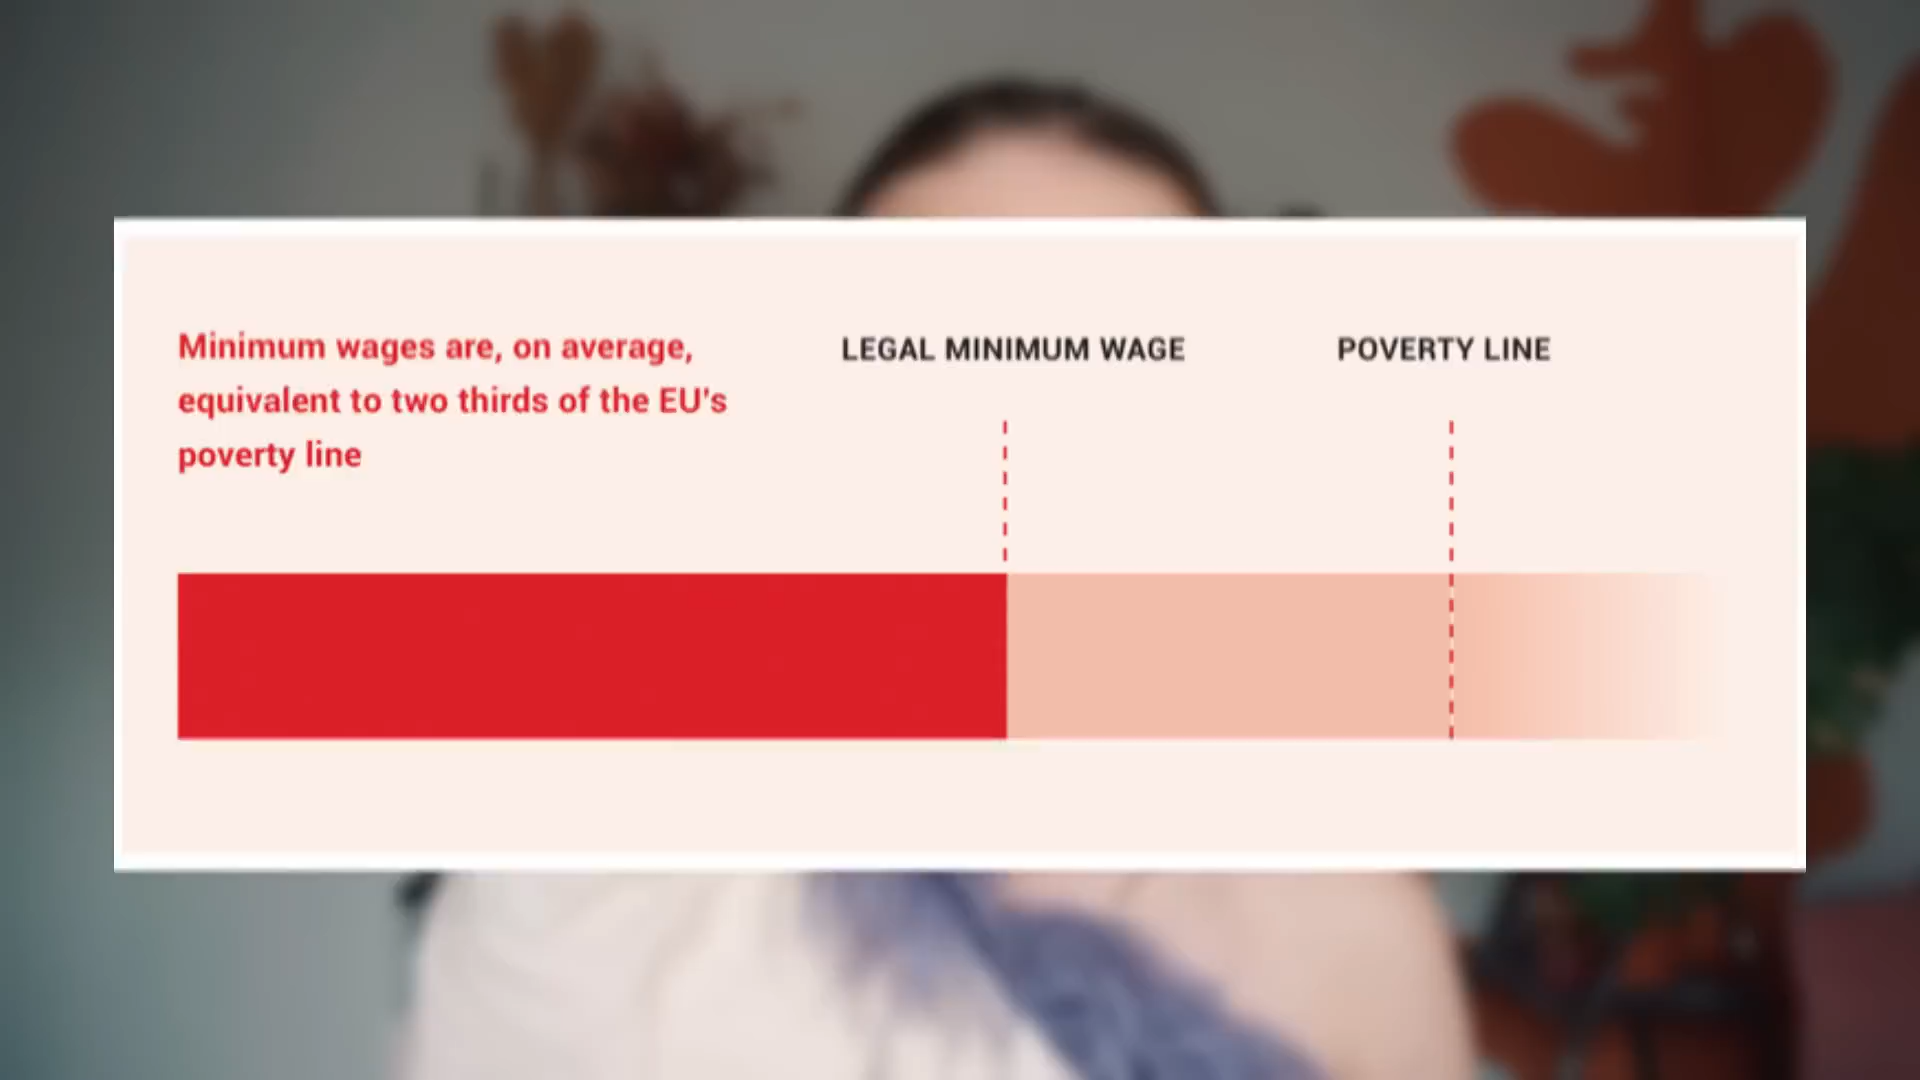 Minimum wages are, on average,
equivalent to two thirds of the EU's
poverty line
LEGAL MINIMUM WAGE
POVERTY LINE